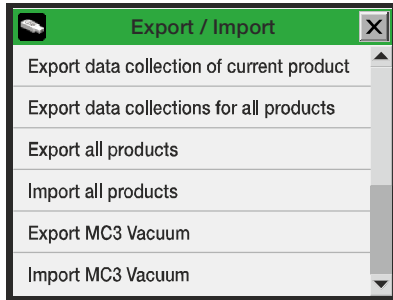 Export / Import
Export data collection of current product
Export data collections for all products
Export all products
Import all products
Export MC3 Vacuum
Import MC3 Vacuum